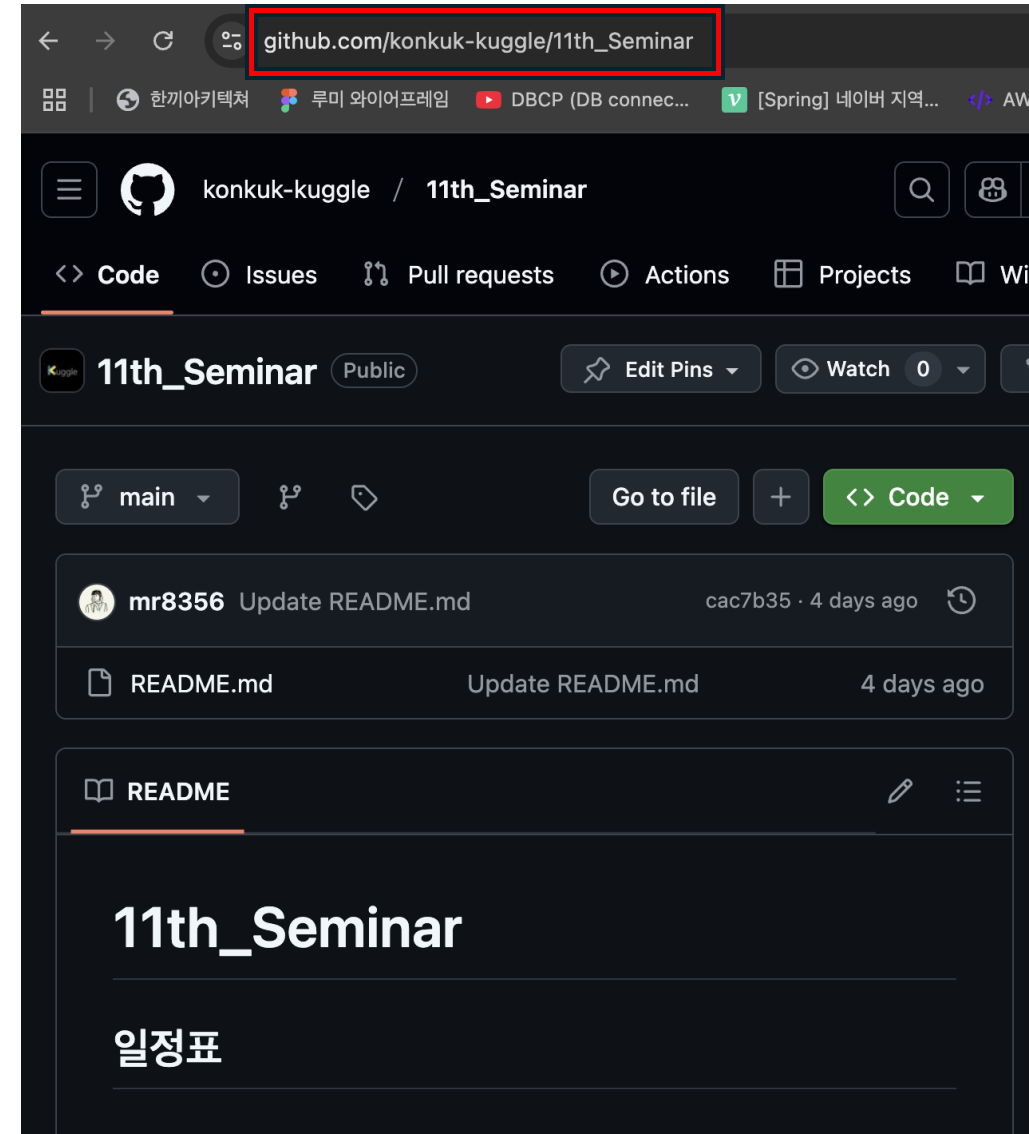 github.com/konkuk-kuggle/11th_Seminar
한끼아키텍쳐 루미 와이어프레임 DBCP (DB connec... [Spring] 네이버 지역... AW
konkuk-kuggle / 11th_Seminar
Code Issues Pull requests Actions Projects Wi
Kuggle 11th_Seminar Public Edit Pins Watch 0
main Go to file Code
mr8356 Update README.md cac7b35 · 4 days ago
README.md Update README.md 4 days ago
README
11th_Seminar
일정표